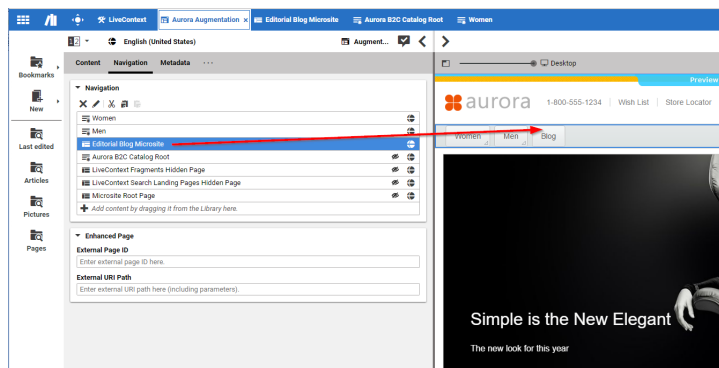 LiveContext
Aurora Augmentation ×
Editorial Blog Microsite
Aurora B2C Catalog Root
Women
1 2
English (United States)
Augment...
Content Navigation Metadata ···
Desktop
Bookmarks
New
Last edited
Articles
Pictures
Pages
Navigation
Women
Men
Editorial Blog Microsite
Aurora B2C Catalog Root
LiveContext Fragments Hidden Page
LiveContext Search Landing Pages Hidden Page
Microsite Root Page
Add content by dragging it from the Library here.
Enhanced Page
External Page ID
Enter external page ID here.
External URI Path
Enter external URI path here (including parameters).
Preview
aurora 1-800-555-1234 | Wish List | Store Locator
Women Men Blog
Simple is the New Elegant
The new look for this year